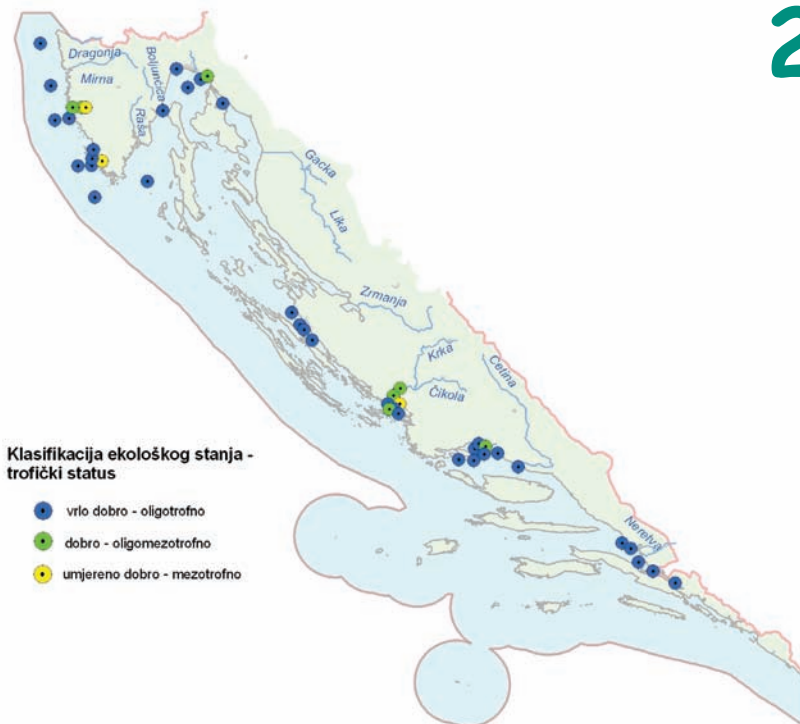 2
Dragonja
Boljunčica
Mirna
Raša
Gacka
Lika
Zrmanja
Krka
Cetina
Čikola
Klasifikacija ekološkog stanja -
trofički status
vrlo dobro - oligotrofno
dobro - oligomezotrofno
umjereno dobro - mezotrofno
Neretva